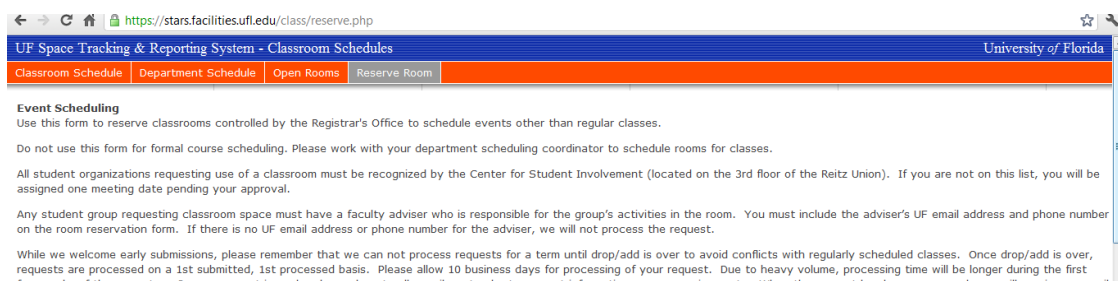 https://stars.facilities.ufl.edu/class/reserve.php
UF Space Tracking & Reporting System - Classroom Schedules University of Florida
Classroom Schedule Department Schedule Open Rooms Reserve Room
Event Scheduling
Use this form to reserve classrooms controlled by the Registrar's Office to schedule events other than regular classes.
Do not use this form for formal course scheduling. Please work with your department scheduling coordinator to schedule rooms for classes.
All student organizations requesting use of a classroom must be recognized by the Center for Student Involvement (located on the 3rd floor of the Reitz Union). If you are not on this list, you will be
assigned one meeting date pending your approval.
Any student group requesting classroom space must have a faculty adviser who is responsible for the group's activities in the room. You must include the adviser's UF email address and phone number
on the room reservation form. If there is no UF email address or phone number for the adviser, we will not process the request.
While we welcome early submissions, please remember that we can not process requests for a term until drop/add is over to avoid conflicts with regularly scheduled classes. Once drop/add is over,
requests are processed on a 1st submitted, 1st processed basis. Please allow 10 business days for processing of your request. Due to heavy volume, processing time will be longer during the first